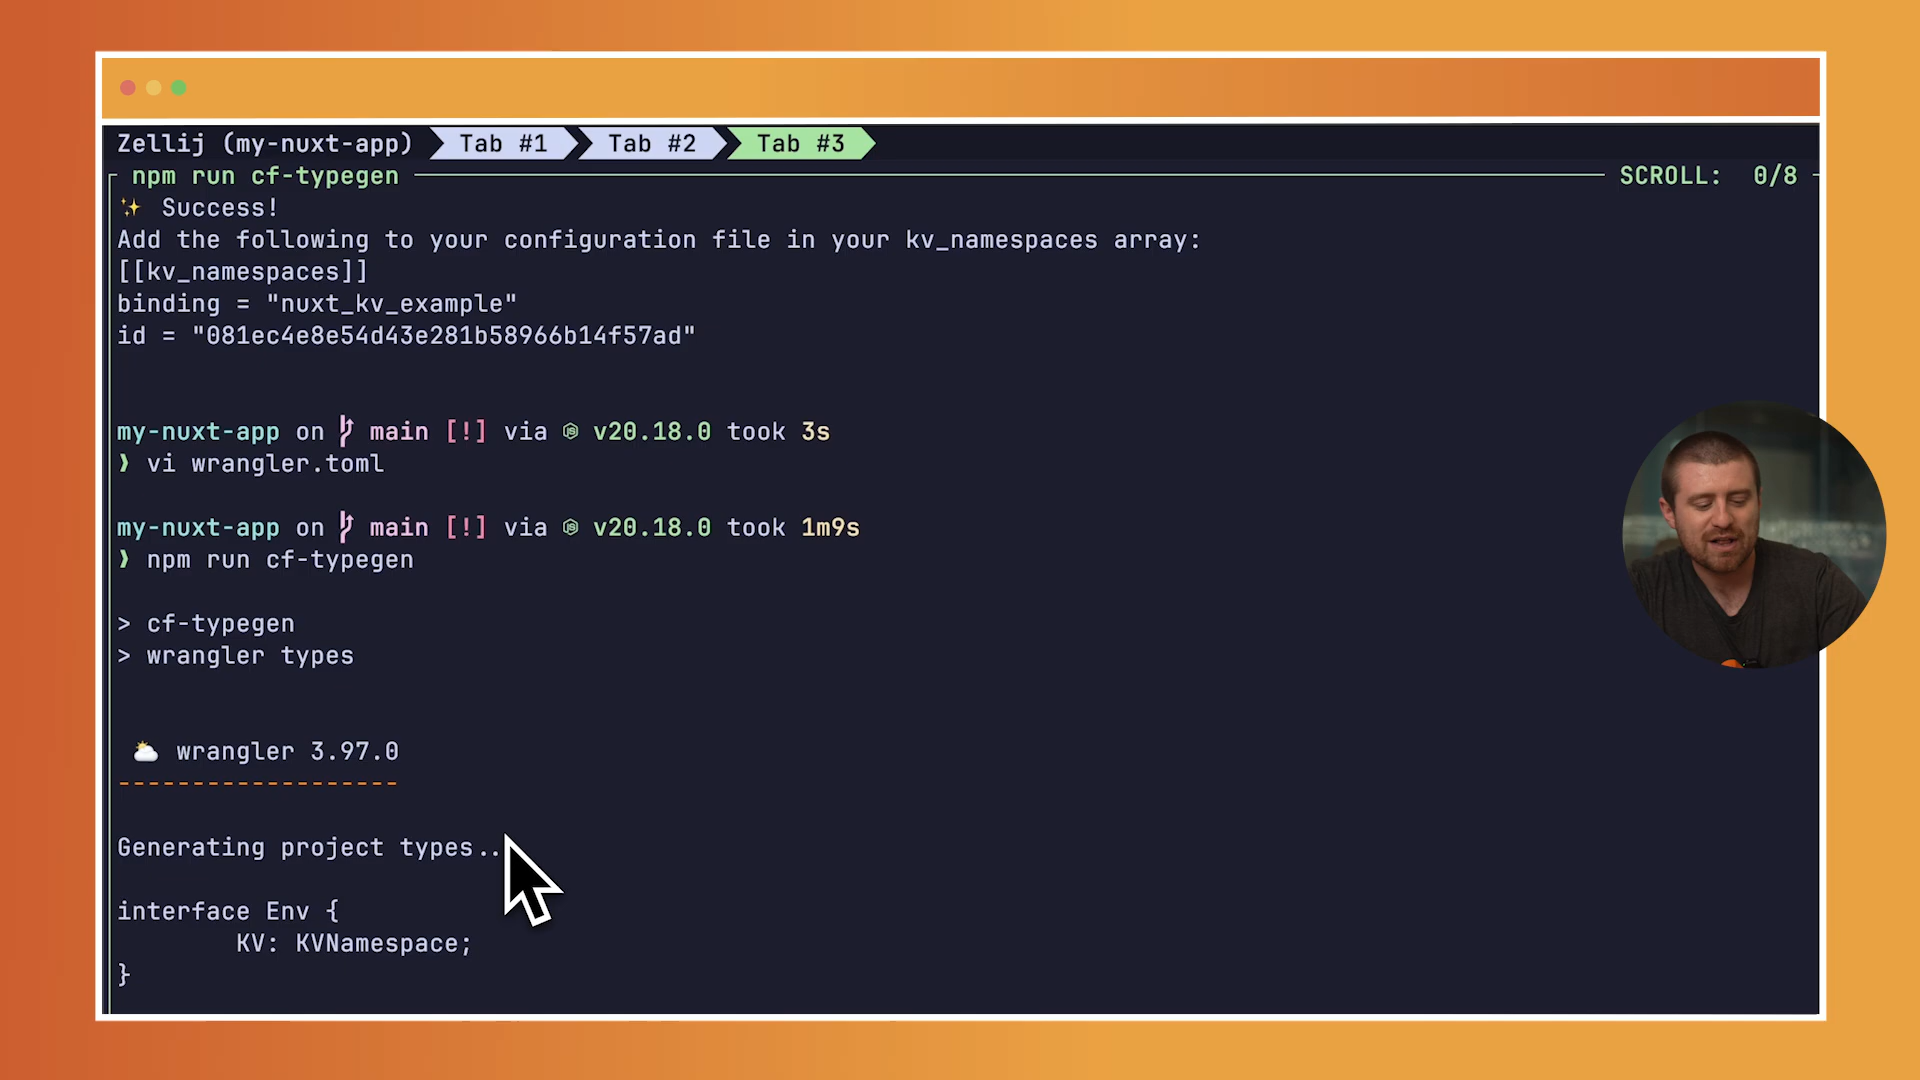 Zellij (my-nuxt-app) Tab #1 Tab #2 Tab #3
npm run cf-typegen SCROLL: 0/8
✨ Success!
Add the following to your configuration file in your kv_namespaces array:
[[kv_namespaces]]
binding = "nuxt_kv_example"
id = "081ec4e8e54d43e281b58966b14f57ad"
my-nuxt-app on main [!] via v20.18.0 took 3s
❯ vi wrangler.toml
my-nuxt-app on main [!] via v20.18.0 took 1m9s
❯ npm run cf-typegen
> cf-typegen
> wrangler types
⛅ wrangler 3.97.0
-------------------
Generating project types..
interface Env {
KV: KVNamespace;
}